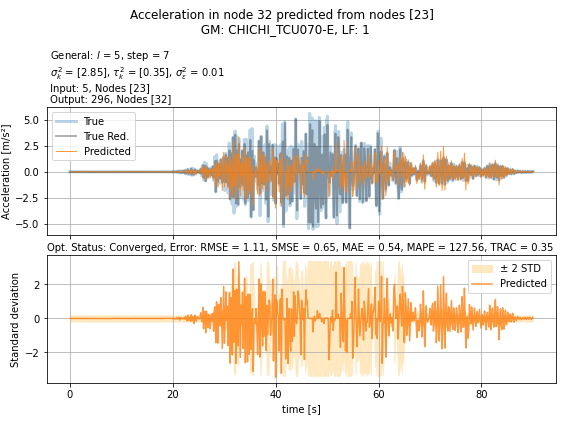 Acceleration in node 32 predicted from nodes [23]
GM: CHICHI_TCU070-E, LF: 1
General: l = 5, step = 7
σ²ₖ = [2.85], τ²ₖ = [0.35], σ²ε = 0.01
Input: 5, Nodes [23]
Output: 296, Nodes [32]
Acceleration [m/s²]
5.0
2.5
0.0
−2.5
−5.0
True
True Red.
Predicted
Opt. Status: Converged, Error: RMSE = 1.11, SMSE = 0.65, MAE = 0.54, MAPE = 127.56, TRAC = 0.35
Standard deviation
2
0
−2
± 2 STD
Predicted
0 20 40 60 80
time [s]